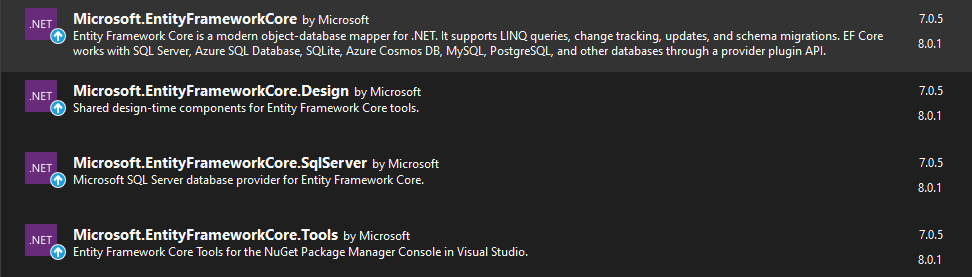 .NET
Microsoft.EntityFrameworkCore by Microsoft 7.0.5
Entity Framework Core is a modern object-database mapper for .NET. It supports LINQ queries, change tracking, updates, and schema migrations. EF Core 8.0.1
works with SQL Server, Azure SQL Database, SQLite, Azure Cosmos DB, MySQL, PostgreSQL, and other databases through a provider plugin API.
.NET
Microsoft.EntityFrameworkCore.Design by Microsoft 7.0.5
Shared design-time components for Entity Framework Core tools. 8.0.1
.NET
Microsoft.EntityFrameworkCore.SqlServer by Microsoft 7.0.5
Microsoft SQL Server database provider for Entity Framework Core. 8.0.1
.NET
Microsoft.EntityFrameworkCore.Tools by Microsoft 7.0.5
Entity Framework Core Tools for the NuGet Package Manager Console in Visual Studio. 8.0.1